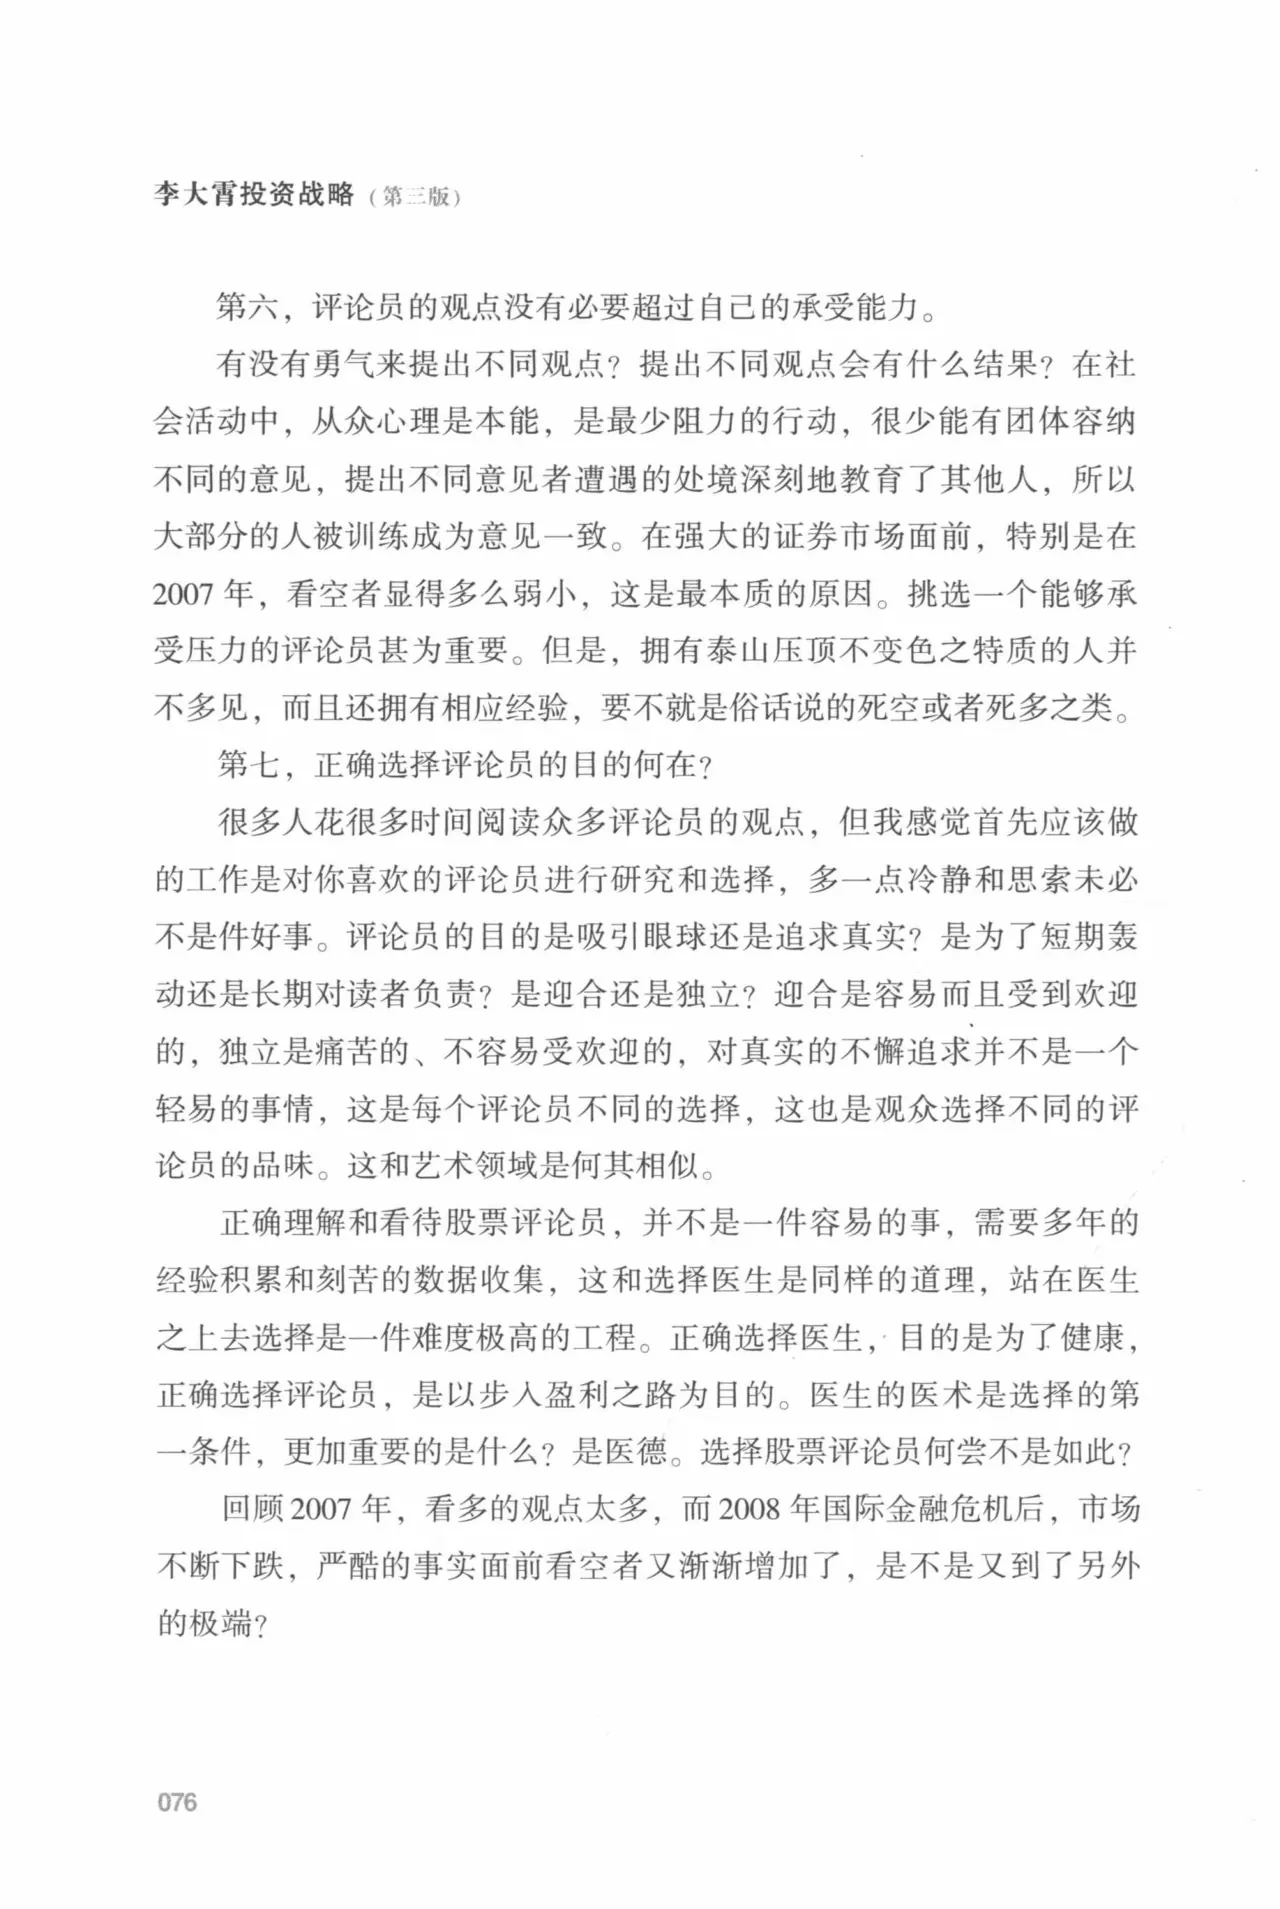 李大霄投资战略（第三版）
第六，评论员的观点没有必要超过自己的承受能力。
有没有勇气来提出不同观点？提出不同观点会有什么结果？在社
会活动中，从众心理是本能，是最少阻力的行动，很少能有团体容纳
不同的意见，提出不同意见者遭遇的处境深刻地教育了其他人，所以
大部分的人被训练成为意见一致。在强大的证券市场面前，特别是在
2007 年，看空者显得多么弱小，这是最本质的原因。挑选一个能够承
受压力的评论员甚为重要。但是，拥有泰山压顶不变色之特质的人并
不多见，而且还拥有相应经验，要不就是俗话说的死空或者死多之类。
第七，正确选择评论员的目的何在？
很多人花很多时间阅读众多评论员的观点，但我感觉首先应该做
的工作是对你喜欢的评论员进行研究和选择，多一点冷静和思索未必
不是件好事。评论员的目的是吸引眼球还是追求真实？是为了短期轰
动还是长期对读者负责？是迎合还是独立？迎合是容易而且受到欢迎
的，独立是痛苦的、不容易受欢迎的，对真实的不懈追求并不是一个
轻易的事情，这是每个评论员不同的选择，这也是观众选择不同的评
论员的品味。这和艺术领域是何其相似。
正确理解和看待股票评论员，并不是一件容易的事，需要多年的
经验积累和刻苦的数据收集，这和选择医生是同样的道理，站在医生
之上去选择是一件难度极高的工程。正确选择医生，目的是为了健康，
正确选择评论员，是以步入盈利之路为目的。医生的医术是选择的第
一条件，更加重要的是什么？是医德。选择股票评论员何尝不是如此？
回顾 2007 年，看多的观点太多，而 2008 年国际金融危机后，市场
不断下跌，严酷的事实面前看空者又渐渐增加了，是不是又到了另外
的极端？
076